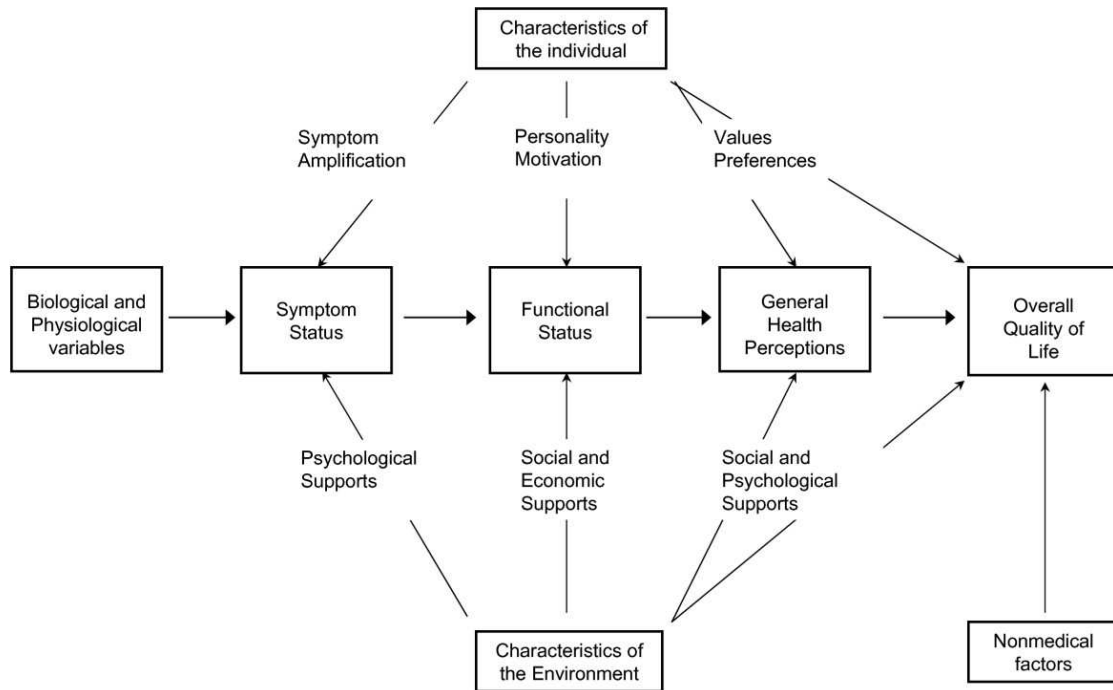 Characteristics of
the individual
Symptom
Amplification
Personality
Motivation
Values
Preferences
Biological and
Physiological
variables
Symptom
Status
Functional
Status
General
Health
Perceptions
Overall
Quality of
Life
Psychological
Supports
Social and
Economic
Supports
Social and
Psychological
Supports
Characteristics of
the Environment
Nonmedical
factors